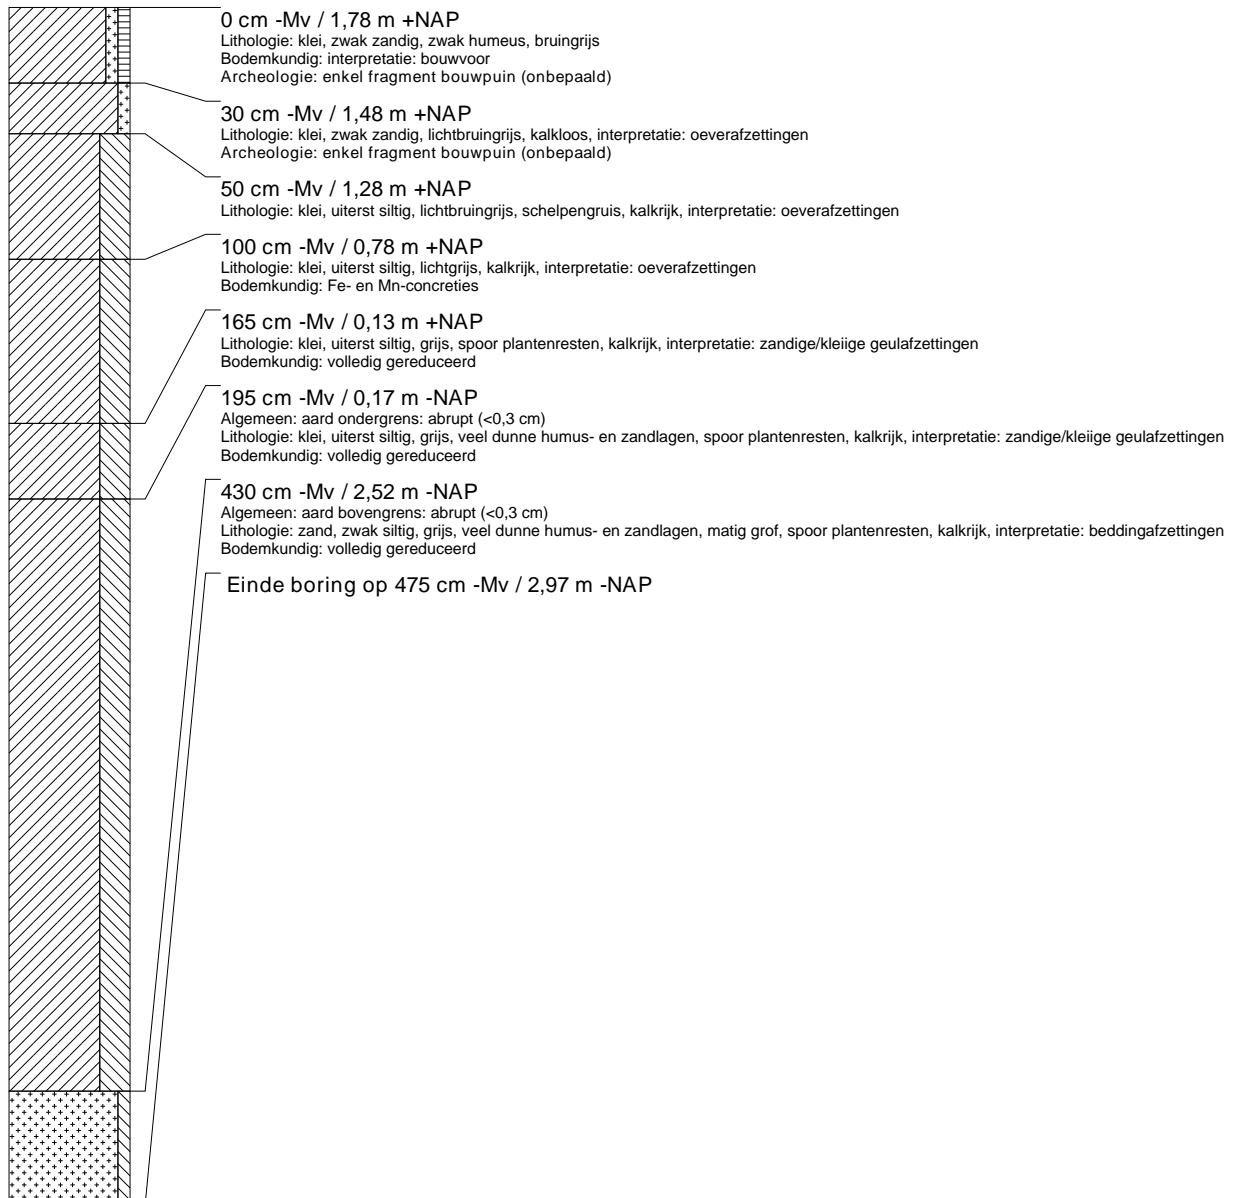 0 cm -Mv / 1,78 m +NAP
Lithologie: klei, zwak zandig, zwak humeus, bruingrijs
Bodemkundig: interpretatie: bouwvoor
Archeologie: enkel fragment bouwpuin (onbepaald)
30 cm -Mv / 1,48 m +NAP
Lithologie: klei, zwak zandig, lichtbruingrijs, kalkloos, interpretatie: oeverafzettingen
Archeologie: enkel fragment bouwpuin (onbepaald)
50 cm -Mv / 1,28 m +NAP
Lithologie: klei, uiterst siltig, lichtbruingrijs, schelpengruis, kalkrijk, interpretatie: oeverafzettingen
100 cm -Mv / 0,78 m +NAP
Lithologie: klei, uiterst siltig, lichtgrijs, kalkrijk, interpretatie: oeverafzettingen
Bodemkundig: Fe- en Mn-concreties
165 cm -Mv / 0,13 m +NAP
Lithologie: klei, uiterst siltig, grijs, spoor plantenresten, kalkrijk, interpretatie: zandige/kleiige geulafzettingen
Bodemkundig: volledig gereduceerd
195 cm -Mv / 0,17 m -NAP
Algemeen: aard ondergrens: abrupt (<0,3 cm)
Lithologie: klei, uiterst siltig, grijs, veel dunne humus- en zandlagen, spoor plantenresten, kalkrijk, interpretatie: zandige/kleiige geulafzettingen
Bodemkundig: volledig gereduceerd
430 cm -Mv / 2,52 m -NAP
Algemeen: aard bovengrens: abrupt (<0,3 cm)
Lithologie: zand, zwak siltig, grijs, veel dunne humus- en zandlagen, matig grof, spoor plantenresten, kalkrijk, interpretatie: beddingafzettingen
Bodemkundig: volledig gereduceerd
Einde boring op 475 cm -Mv / 2,97 m -NAP